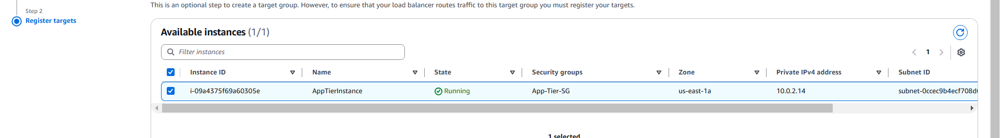 This is an optional step to create a target group. However, to ensure that your load balancer routes traffic to this target group you must register your targets.
Step 2
Register targets
Available instances (1/1)
Filter instances
1
Instance ID Name State Security groups Zone Private IPv4 address Subnet ID
i-09a4375f69a60305e AppTierInstance Running App-Tier-SG us-east-1a 10.0.2.14 subnet-0ccec9b4ecf708d
1 selected